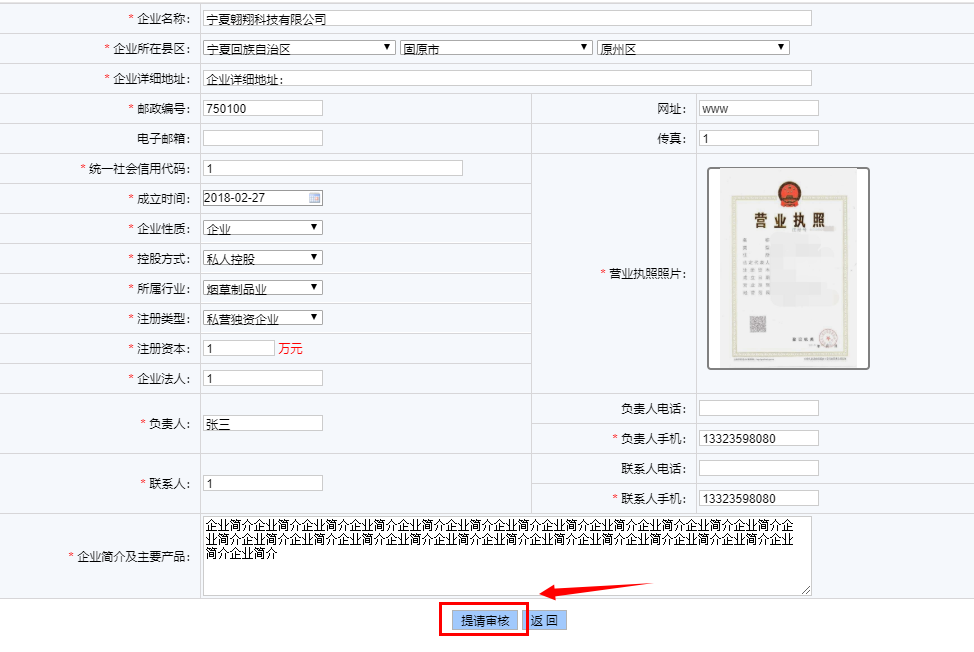 * 企业名称: 宁夏翱翔科技有限公司
* 企业所在县区: 宁夏回族自治区 固原市 原州区
* 企业详细地址: 企业详细地址:
* 邮政编号: 750100 网址: www
电子邮箱: 传真: 1
* 统一社会信用代码: 1
* 成立时间: 2018-02-27
* 企业性质: 企业
* 控股方式: 私人控股
* 营业执照照片:
营业执照
* 所属行业: 烟草制品业
* 注册类型: 私营独资企业
* 注册资本: 1 万元
* 企业法人: 1
* 负责人: 张三
负责人电话:
* 负责人手机: 13323598080
* 联系人: 1
联系人电话:
* 联系人手机: 13323598080
* 企业简介及主要产品:
企业简介企业简介企业简介企业简介企业简介企业简介企业简介企业简介企业简介企业简介企业简介企业简介企
业简介企业简介企业简介企业简介企业简介企业简介企业简介企业简介企业简介企业简介企业简介企业简介企业
简介企业简介
提请审核 返 回